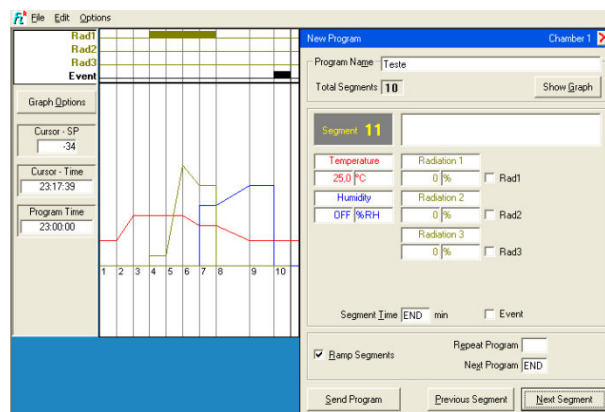 File Edit Options
Rad1
Rad2
Rad3
Event
Graph Options
Cursor - SP
-34
Cursor - Time
23:17:39
Program Time
23:00:00
1 2 3 4 5 6 7 8 9 10
New Program Chamber 1
Program Name Teste
Total Segments 10 Show Graph
Segment 11
Temperature Radiation 1
25,0 °C 0 % Rad1
Humidity Radiation 2
OFF %RH 0 % Rad2
Radiation 3
0 % Rad3
Segment Time END min Event
Ramp Segments Repeat Program
Next Program END
Send Program Previous Segment Next Segment